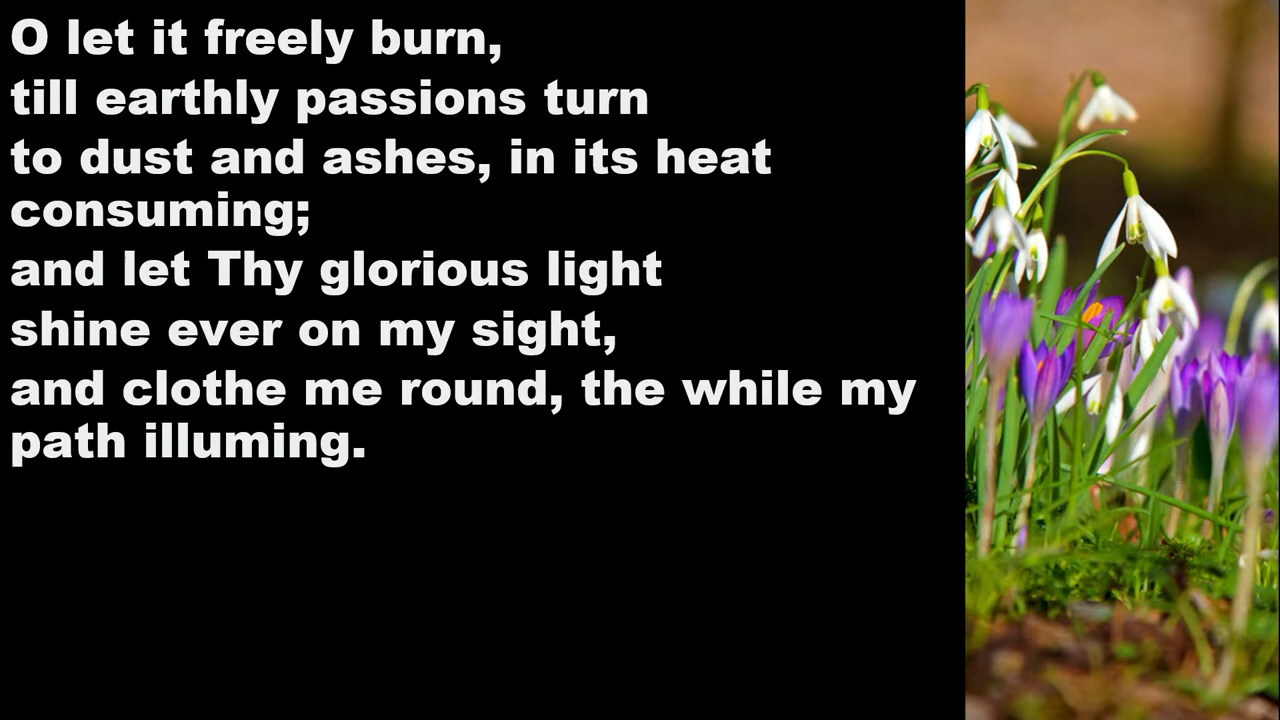 O let it freely burn,
till earthly passions turn
to dust and ashes, in its heat
consuming;
and let Thy glorious light
shine ever on my sight,
and clothe me round, the while my
path illuming.